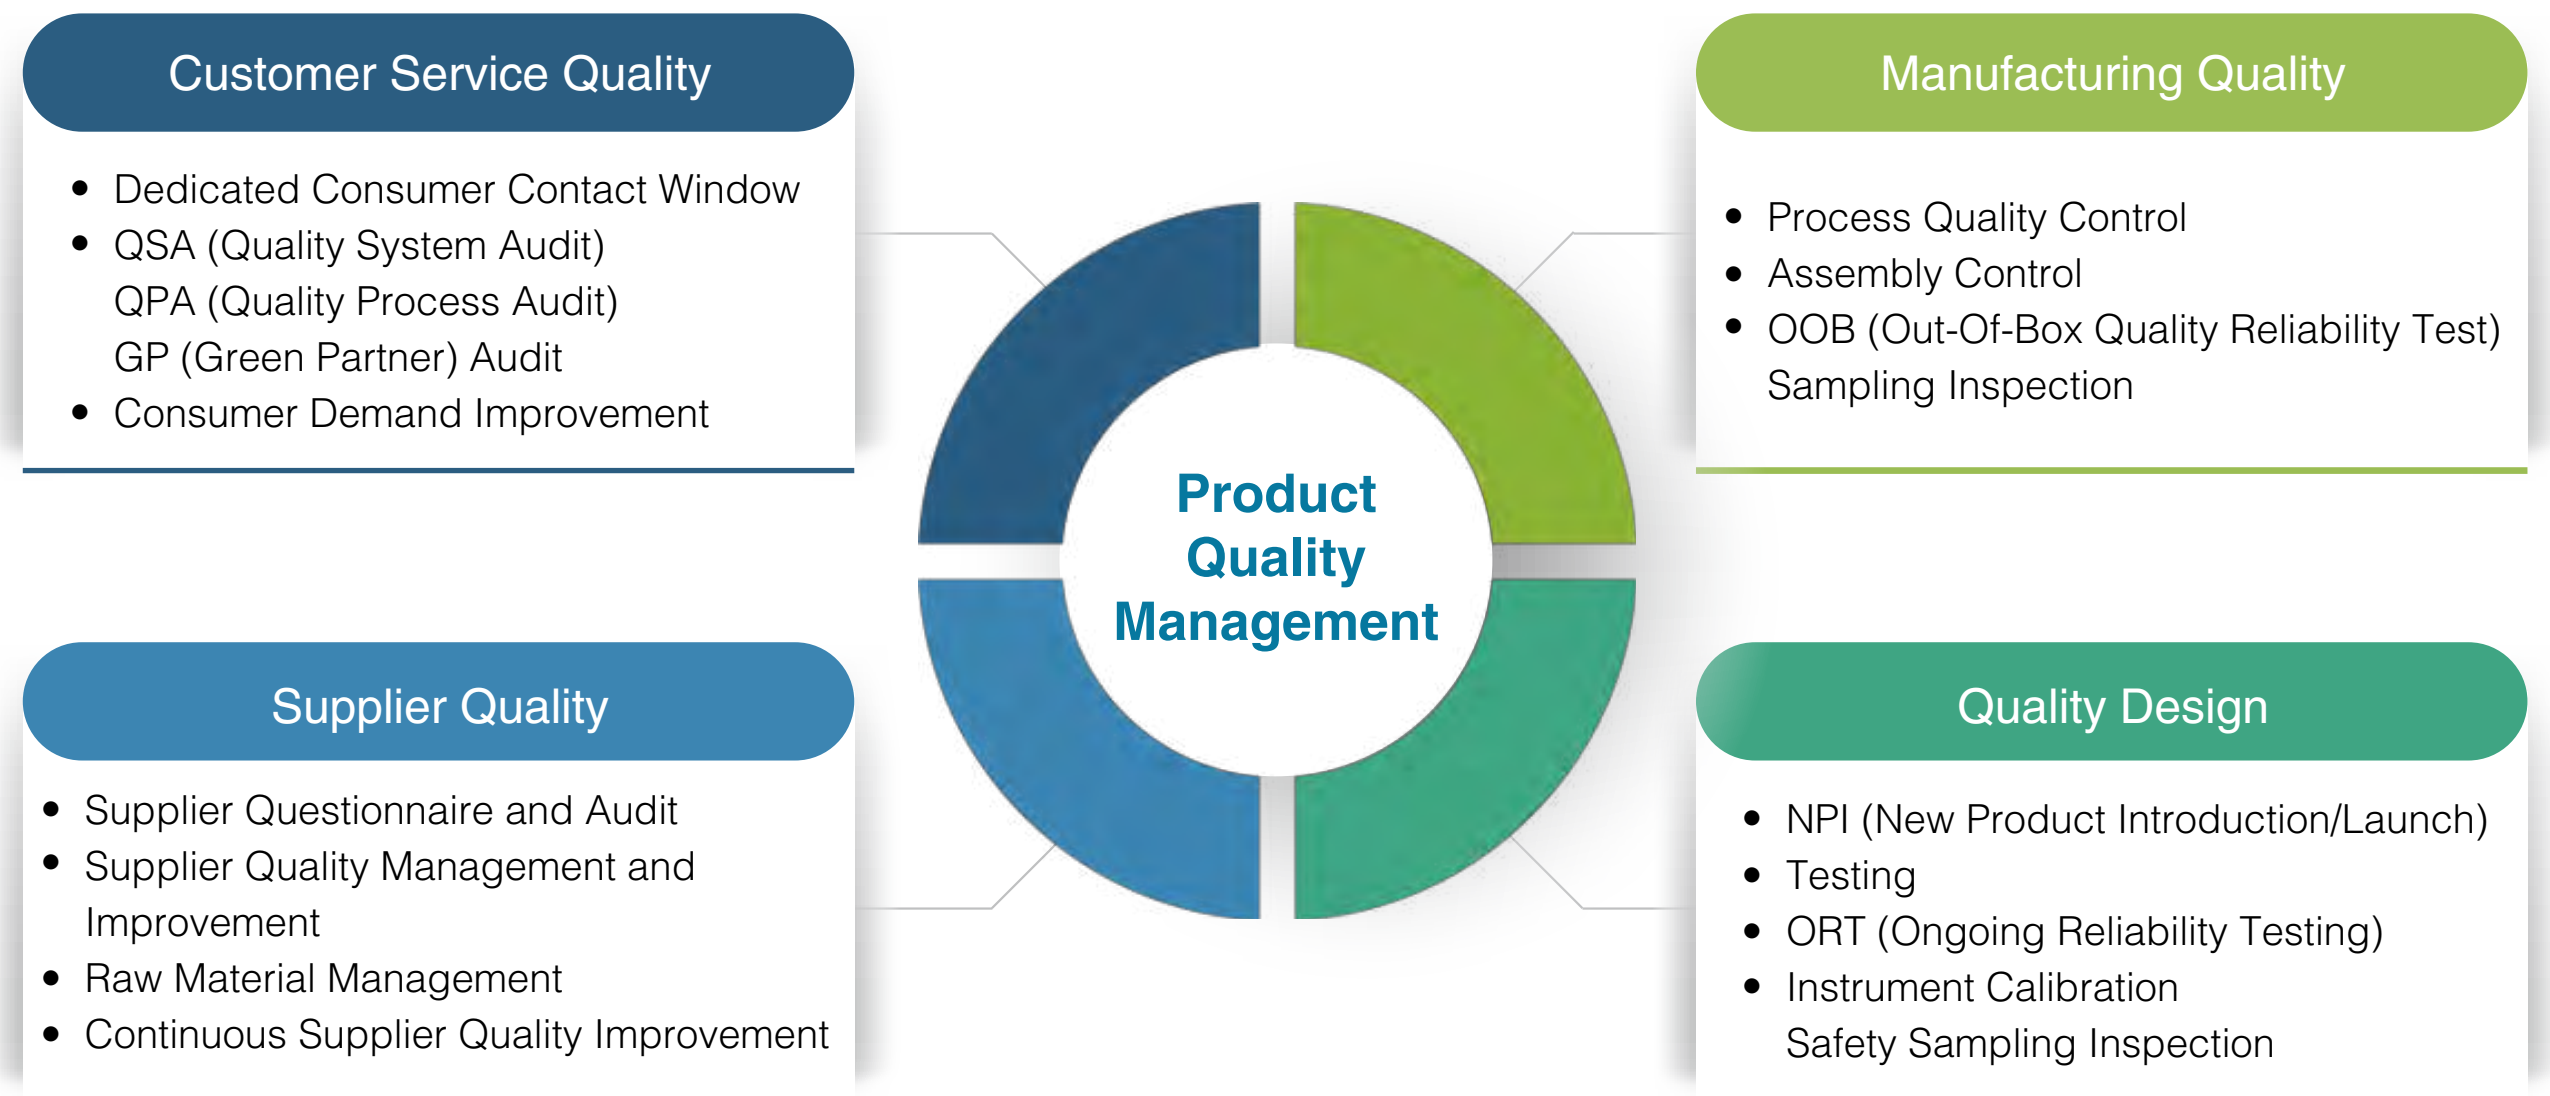 Customer Service Quality
• Dedicated Consumer Contact Window
• QSA (Quality System Audit)
QPA (Quality Process Audit)
GP (Green Partner) Audit
• Consumer Demand Improvement
Manufacturing Quality
• Process Quality Control
• Assembly Control
• OOB (Out-Of-Box Quality Reliability Test)
Sampling Inspection
Product
Quality
Management
Supplier Quality
• Supplier Questionnaire and Audit
• Supplier Quality Management and
Improvement
• Raw Material Management
• Continuous Supplier Quality Improvement
Quality Design
• NPI (New Product Introduction/Launch)
• Testing
• ORT (Ongoing Reliability Testing)
• Instrument Calibration
Safety Sampling Inspection